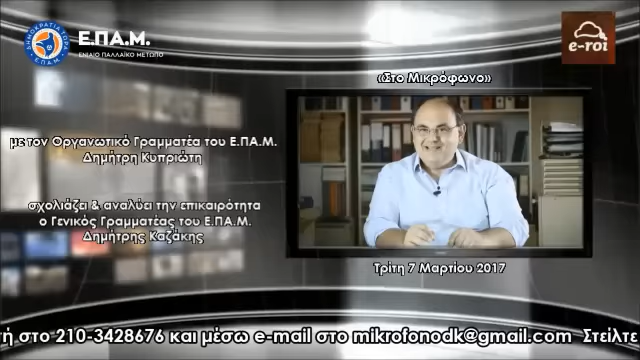 Ε.ΠΑ.Μ.
ΕΝΙΑΙΟ ΠΑΛΛΑΪΚΟ ΜΕΤΩΠΟ
ΔΗΜΟΚΡΑΤΙΑ ΤΩΡΑ
Ε.Π.Α.Μ.
e-roi
«Στο Μικρόφωνο»
με τον Οργανωτικό Γραμματέα του Ε.ΠΑ.Μ.
Δημήτρη Κυπριώτη
σχολιάζει & αναλύει την επικαιρότητα
ο Γενικός Γραμματέας του Ε.ΠΑ.Μ.
Δημήτρης Καζάκης
Τρίτη 7 Μαρτίου 2017
ή στο 210-3428676 και μέσω e-mail στο mikrofonodk@gmail.com Στείλτε